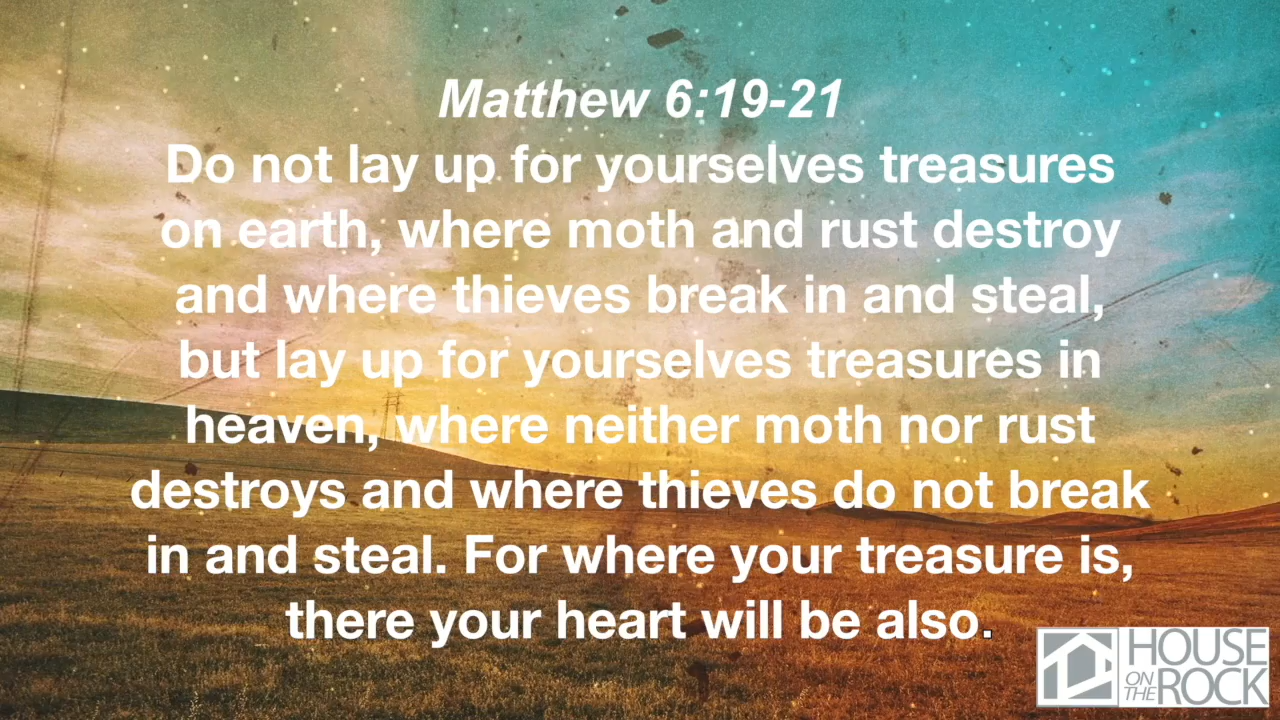 Matthew 6:19-21
Do not lay up for yourselves treasures
on earth, where moth and rust destroy
and where thieves break in and steal,
but lay up for yourselves treasures in
heaven, where neither moth nor rust
destroys and where thieves do not break
in and steal. For where your treasure is,
there your heart will be also.
HOUSE
ON THE ROCK